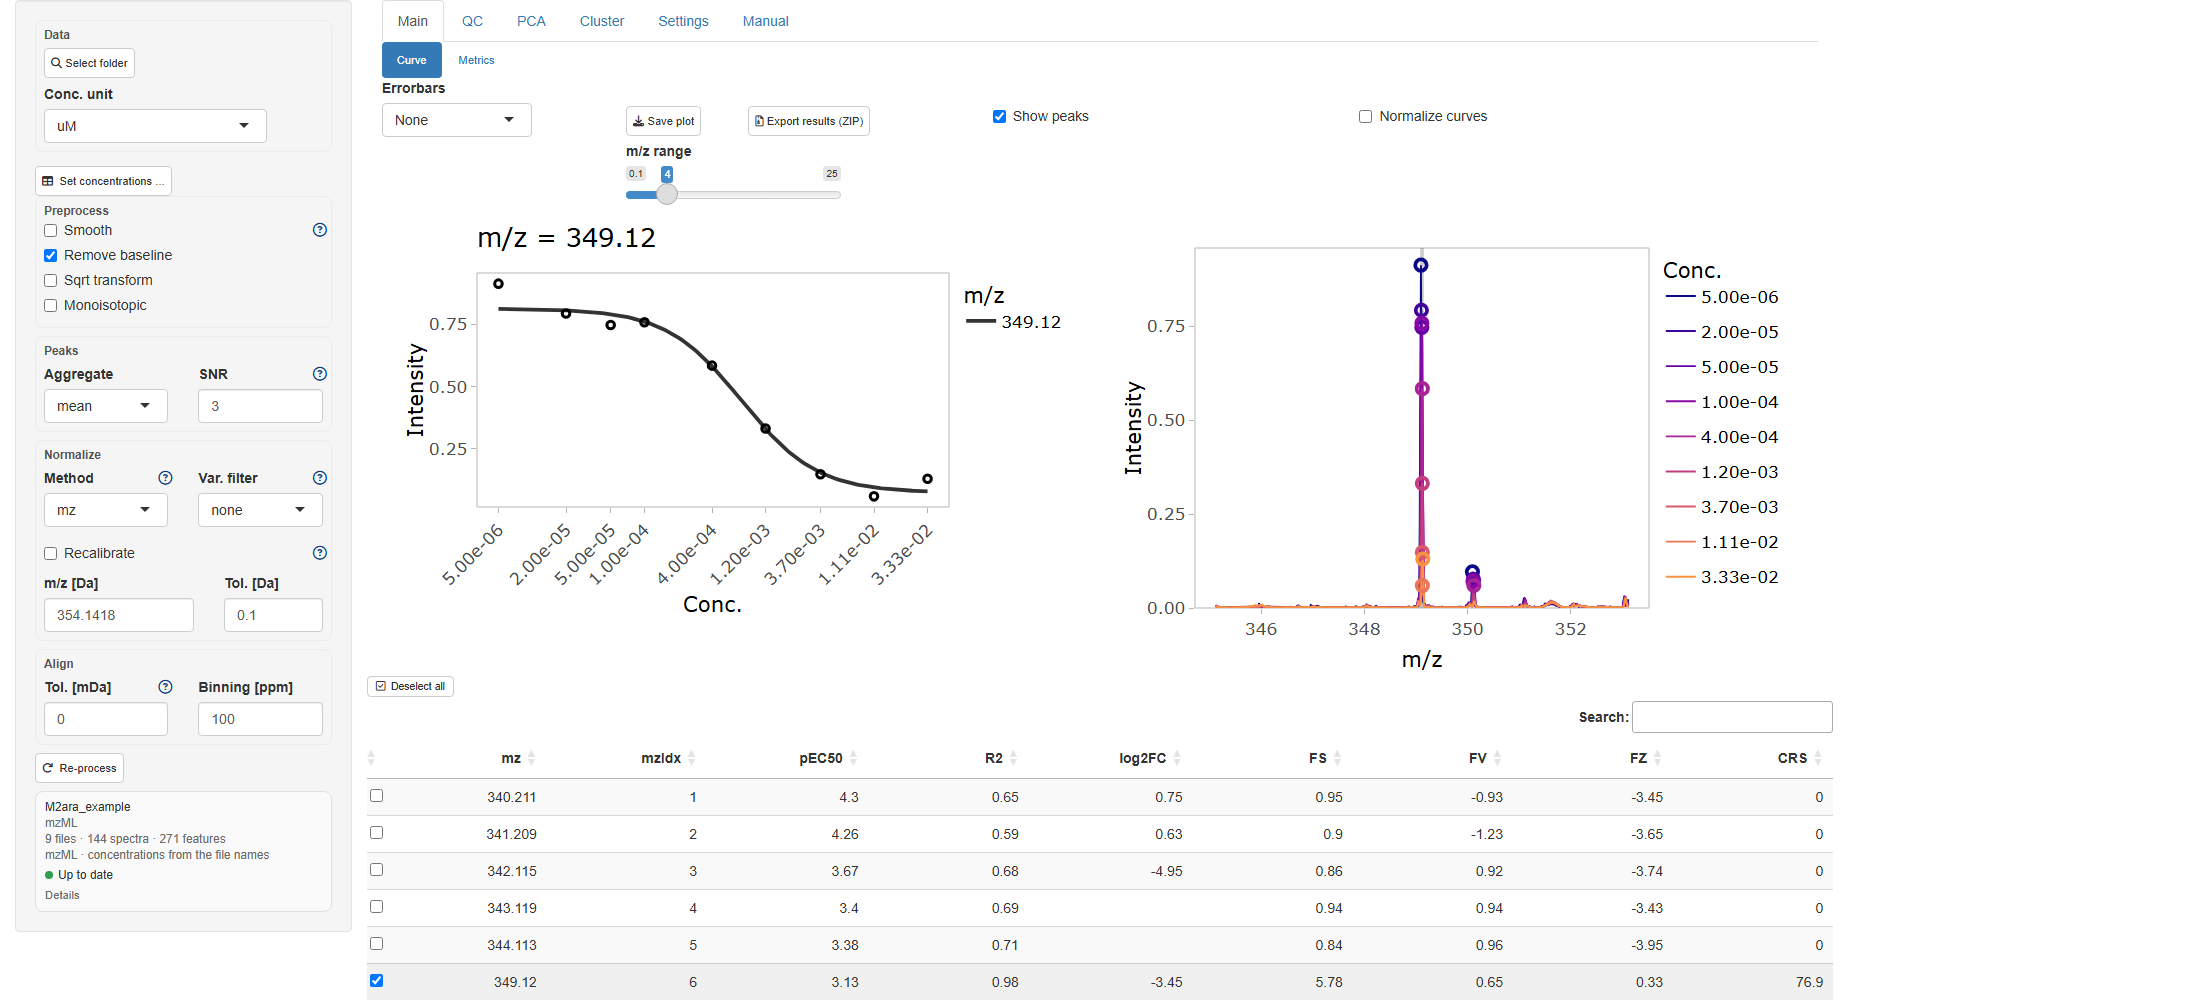 Data
Select folder
Conc. unit
uM
Set concentrations ...
Preprocess
Smooth
Remove baseline
Sqrt transform
Monoisotopic
Peaks
Aggregate SNR
mean 3
Normalize
Method Var. filter
mz none
Recalibrate
m/z [Da] Tol. [Da]
354.1418 0.1
Align
Tol. [mDa] Binning [ppm]
0 100
Re-process
M2ara_example
mzML
9 files · 144 spectra · 271 features
mzML · concentrations from the file names
Up to date
Details
Main QC PCA Cluster Settings Manual
Curve Metrics
Errorbars
None Save plot Export results (ZIP) Show peaks Normalize curves
m/z range
0.1 4 25
m/z = 349.12
Intensity
0.75
0.50
0.25
5.00e-06 2.00e-05 5.00e-05 1.00e-04 4.00e-04 1.20e-03 3.70e-03 1.11e-02 3.33e-02
Conc.
m/z
349.12
Intensity
0.75
0.50
0.25
0.00
346 348 350 352
m/z
Conc.
5.00e-06
2.00e-05
5.00e-05
1.00e-04
4.00e-04
1.20e-03
3.70e-03
1.11e-02
3.33e-02
Deselect all
Search:
mz mzIdx pEC50 R2 log2FC FS FV FZ CRS
340.211 1 4.3 0.65 0.75 0.95 -0.93 -3.45 0
341.209 2 4.26 0.59 0.63 0.9 -1.23 -3.65 0
342.115 3 3.67 0.68 -4.95 0.86 0.92 -3.74 0
343.119 4 3.4 0.69 0.94 0.94 -3.43 0
344.113 5 3.38 0.71 0.84 0.96 -3.95 0
349.12 6 3.13 0.98 -3.45 5.78 0.65 0.33 76.9